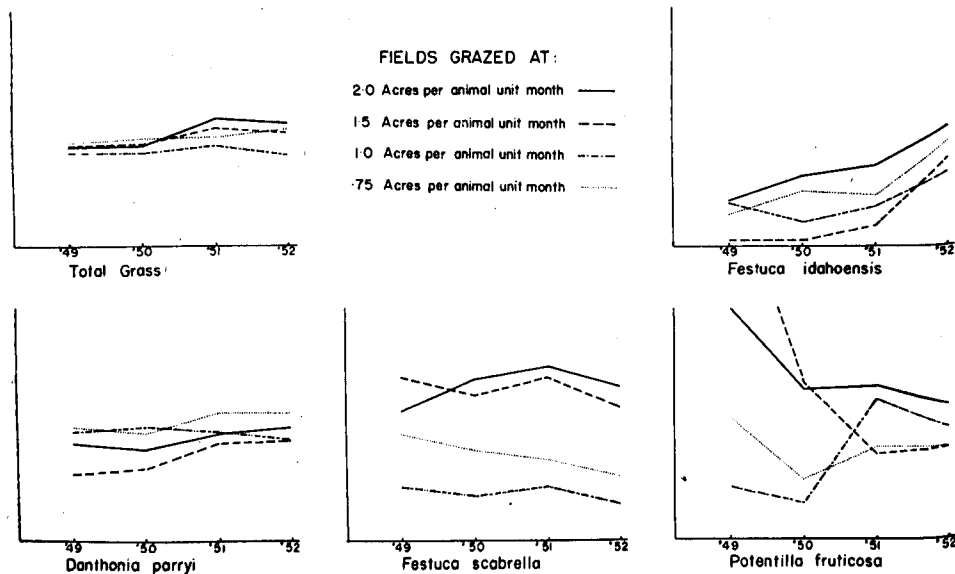 FIELDS GRAZED AT:
2·0 Acres per animal unit month
1·5 Acres per animal unit month
1·0 Acres per animal unit month
·75 Acres per animal unit month
'49 '50 '51 '52
Total Grass
'49 '50 '51 '52
Festuca idahoensis
'49 '50 '51 '52
Danthonia parryi
'49 '50 '51 '52
Festuca scabrella
'49 '50 '51 '52
Potentilla fruticosa